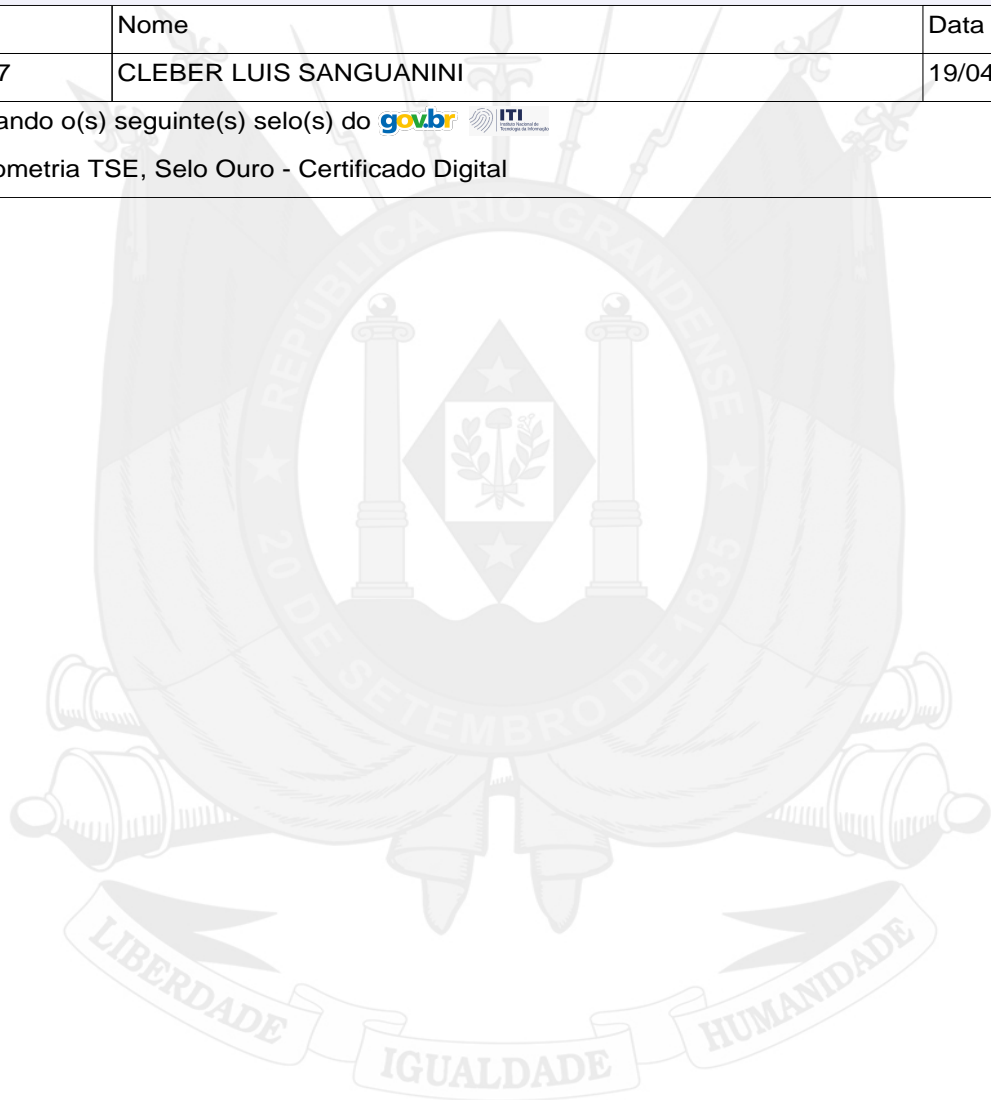 Nome Data
7 CLEBER LUIS SANGUANINI 19/04
ando o(s) seguinte(s) selo(s) do gov.br ITI
ometria TSE, Selo Ouro - Certificado Digital
REPÚBLICA RIO-GRANDENSE
20 DE SETEMBRO DE 1835
LIBERDADE IGUALDADE HUMANIDADE